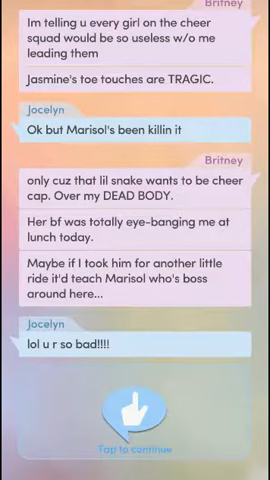 Britney
Im telling u every girl on the cheer
squad would be so useless w/o me
leading them
Jasmine's toe touches are TRAGIC.
Jocelyn
Ok but Marisol's been killin it
Britney
only cuz that lil snake wants to be cheer
cap. Over my DEAD BODY.
Her bf was totally eye-banging me at
lunch today.
Maybe if I took him for another little
ride it'd teach Marisol who's boss
around here...
Jocelyn
lol u r so bad!!!!
Tap to continue